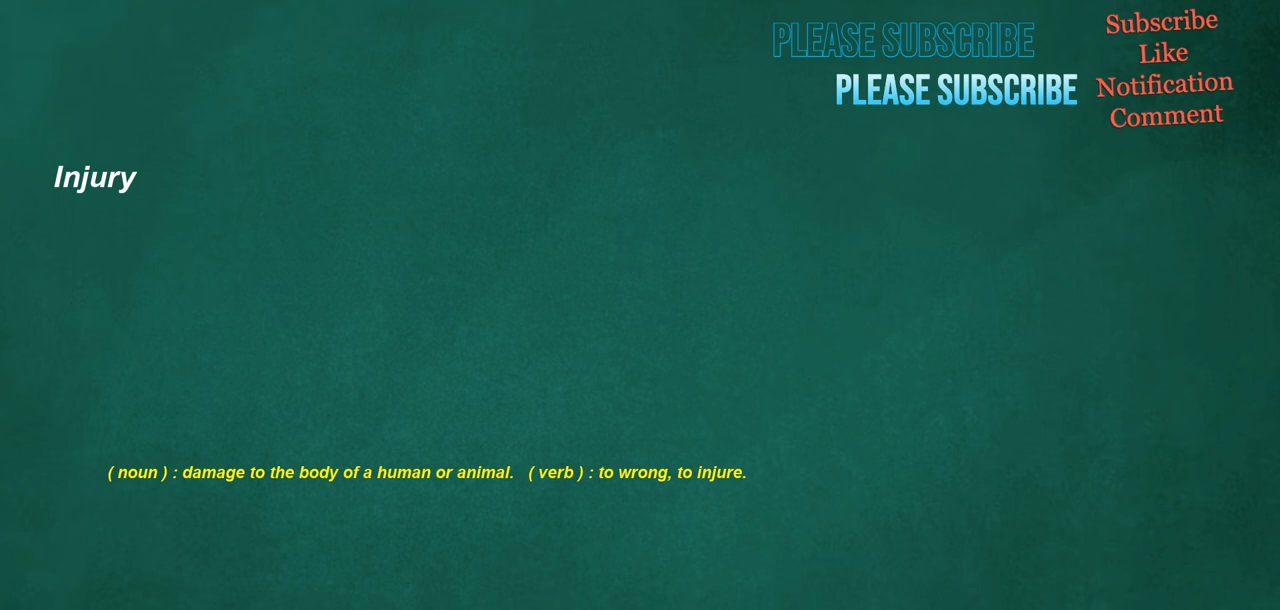 PLEASE SUBSCRIBE
PLEASE SUBSCRIBE
Subscribe
Like
Notification
Comment
Injury
( noun ) : damage to the body of a human or animal.   ( verb ) : to wrong, to injure.